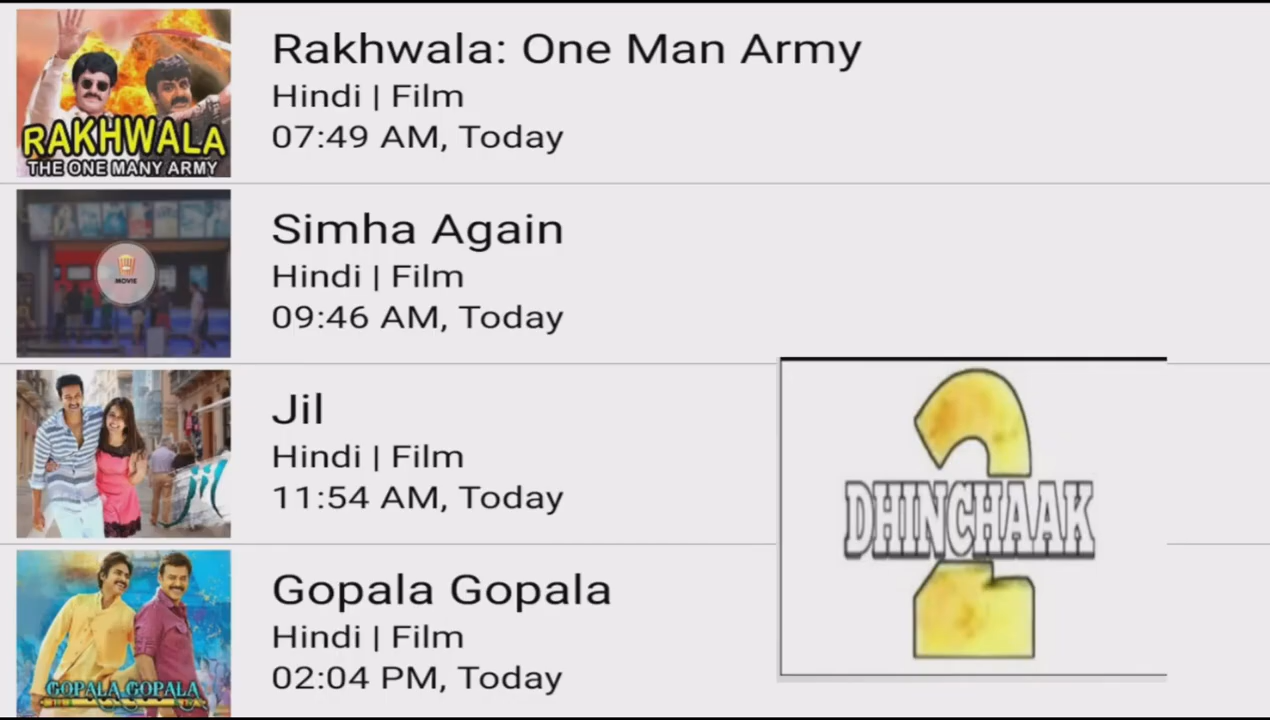 RAKHWALA
THE ONE MANY ARMY
Rakhwala: One Man Army
Hindi | Film
07:49 AM, Today
MOVIE
Simha Again
Hindi | Film
09:46 AM, Today
jil
Jil
Hindi | Film
11:54 AM, Today
GOPALA GOPALA
Gopala Gopala
Hindi | Film
02:04 PM, Today
2
DHINCHAAK